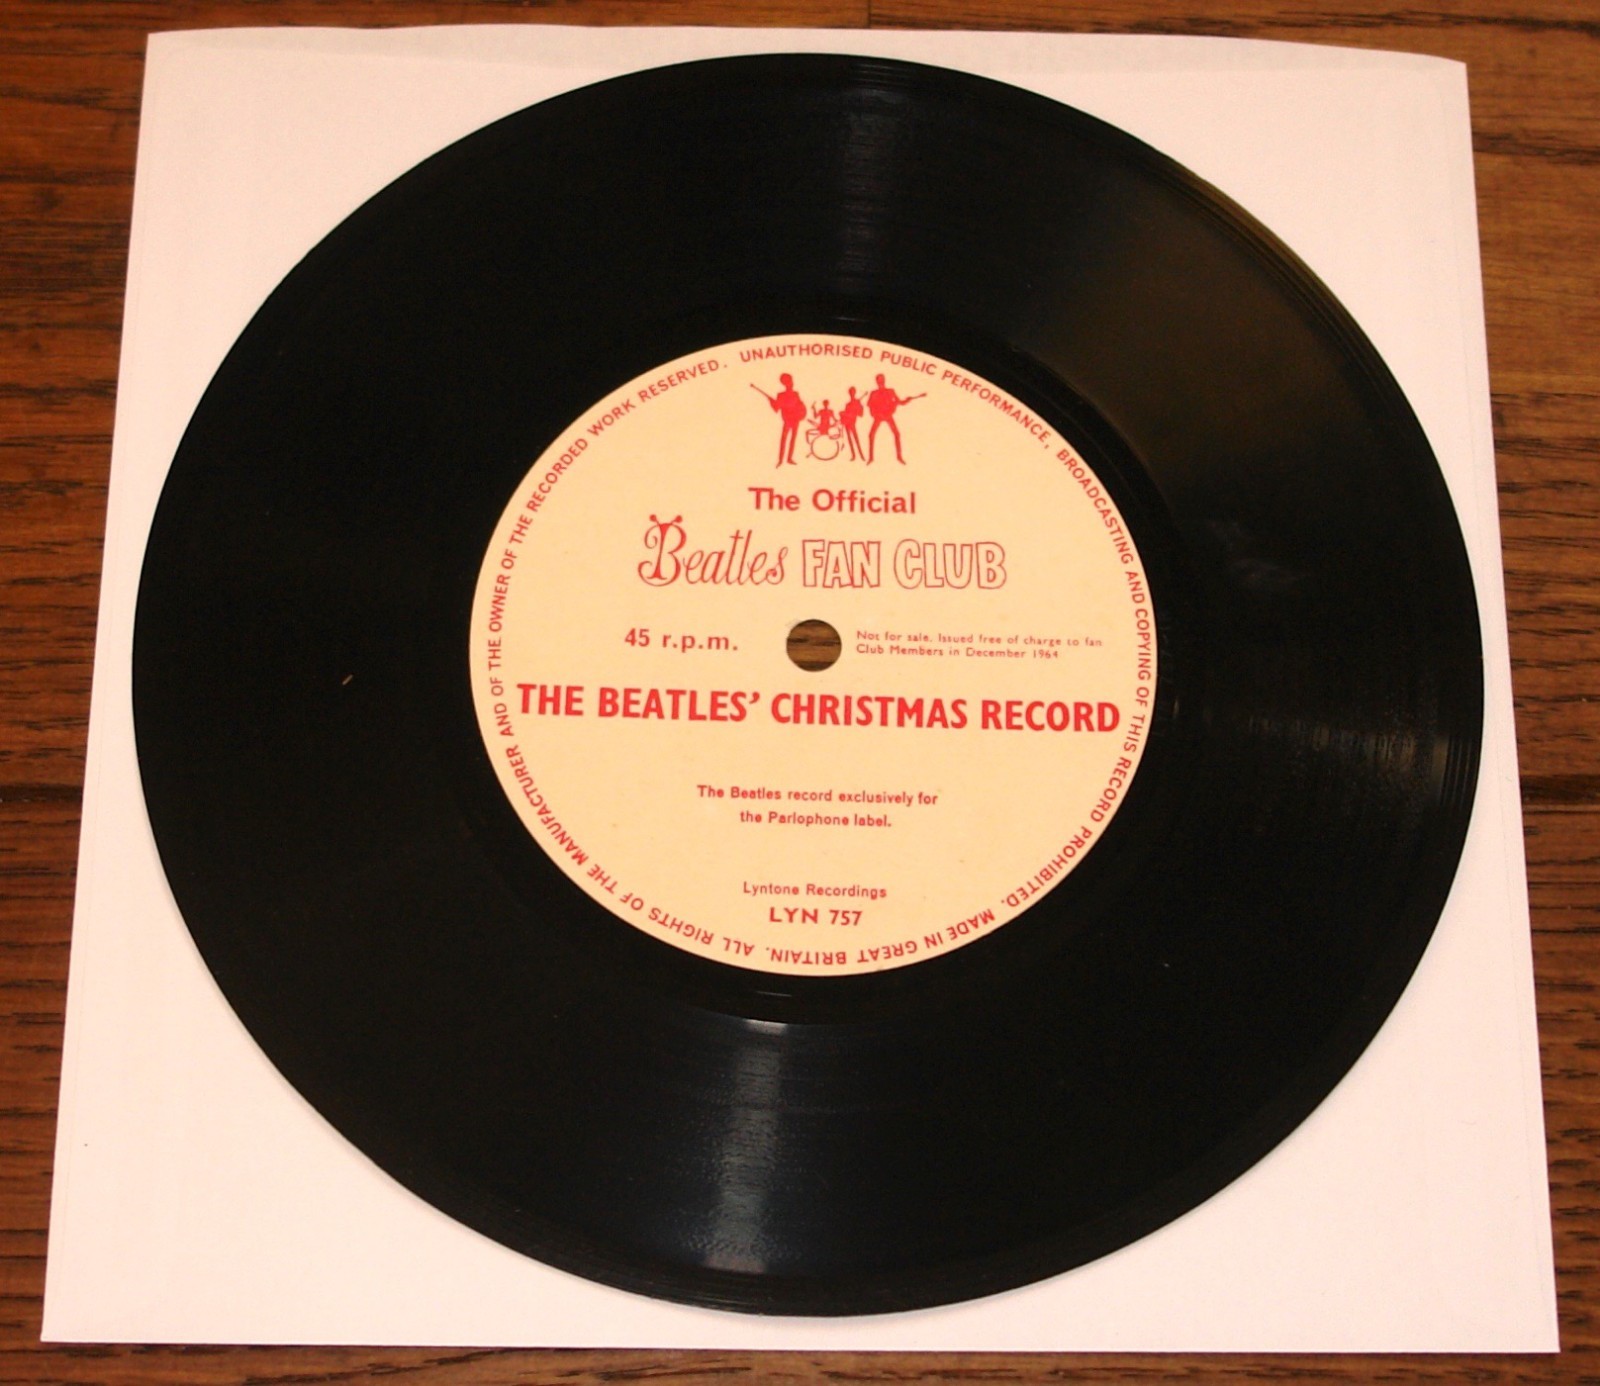 UNAUTHORISED PUBLIC PERFORMANCE, BROADCASTING AND COPYING OF THIS RECORD PROHIBITED. MADE IN GREAT BRITAIN. ALL RIGHTS OF THE MANUFACTURER AND OF THE OWNER OF THE RECORDED WORK RESERVED.
The Official
Beatles FAN CLUB
45 r.p.m.
Not for sale. Issued free of charge to fan
Club Members in December 1964
THE BEATLES' CHRISTMAS RECORD
The Beatles record exclusively for
the Parlophone label.
Lyntone Recordings
LYN 757